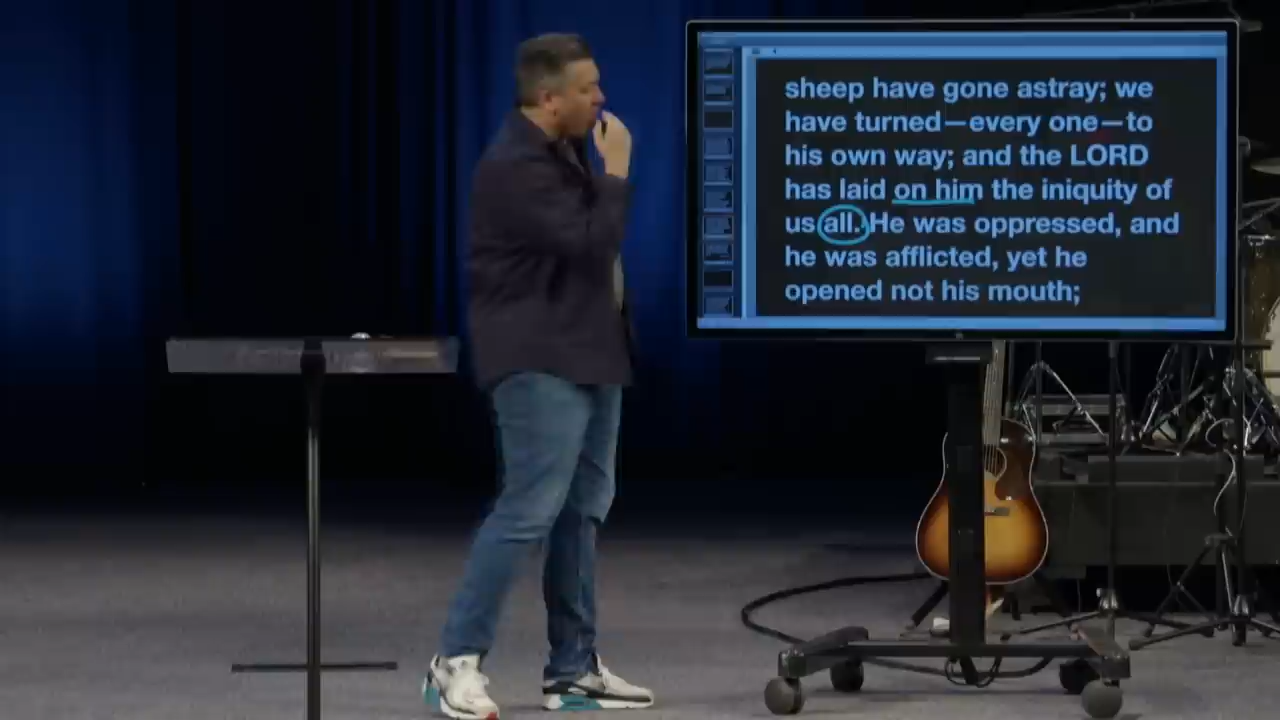 sheep have gone astray; we
have turned—every one—to
his own way; and the LORD
has laid on him the iniquity of
us all. He was oppressed, and
he was afflicted, yet he
opened not his mouth;